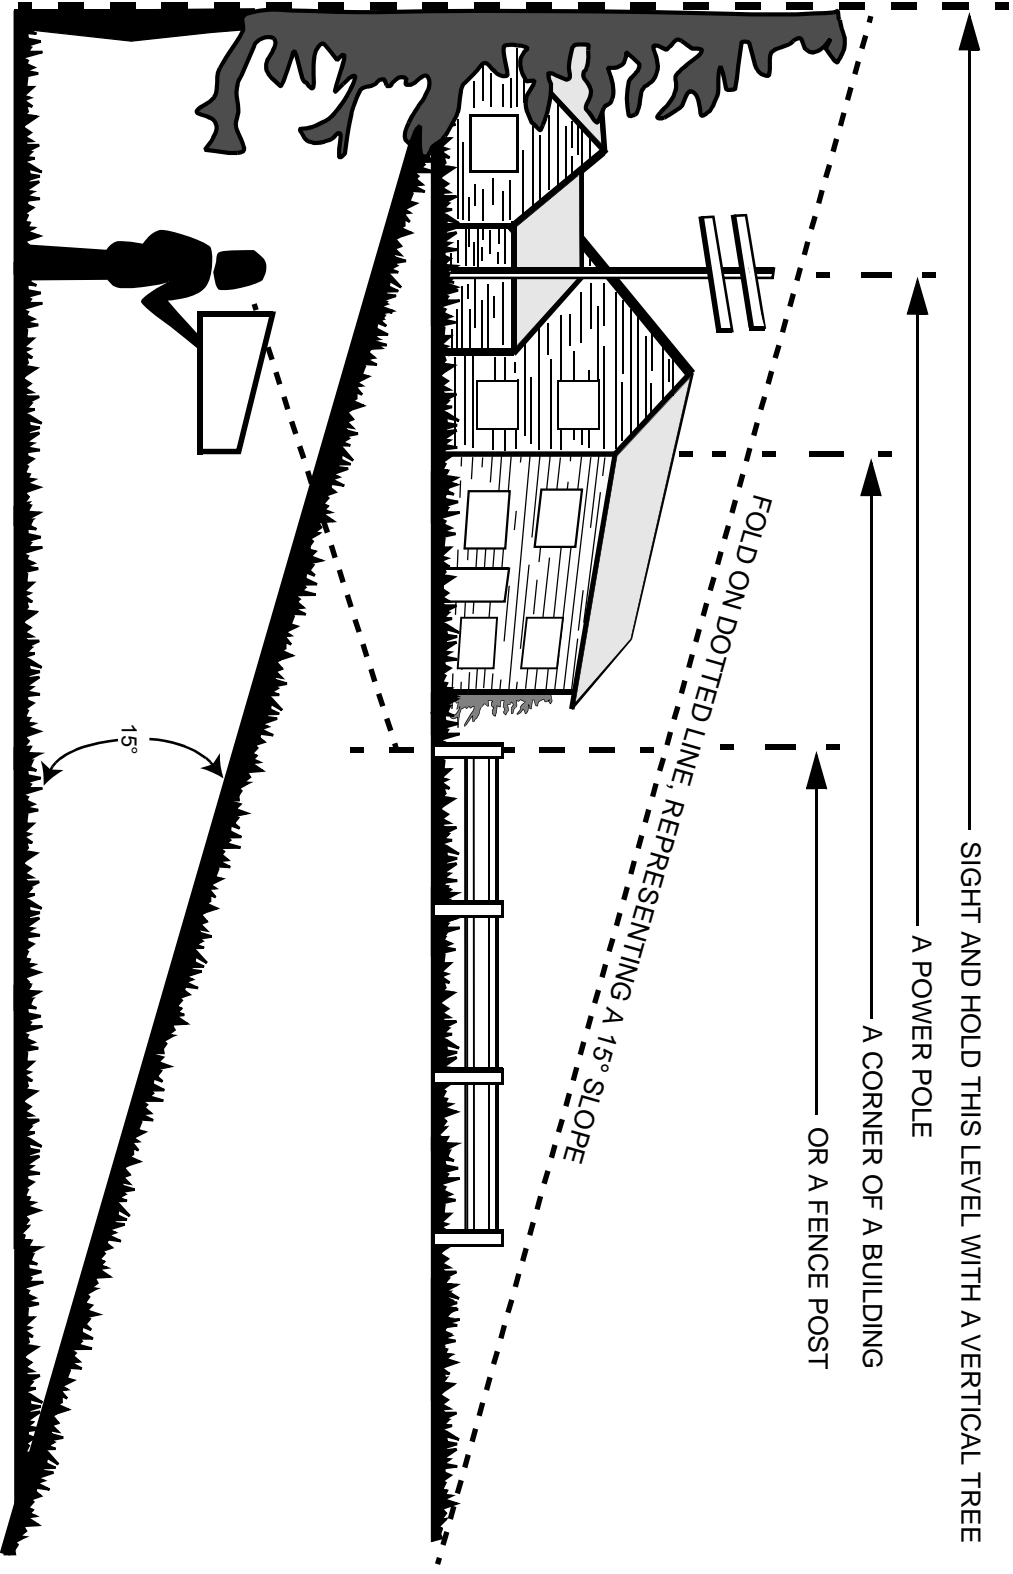 SIGHT AND HOLD THIS LEVEL WITH A VERTICAL TREE
A POWER POLE
A CORNER OF A BUILDING
OR A FENCE POST
FOLD ON DOTTED LINE, REPRESENTING A 15° SLOPE
15°